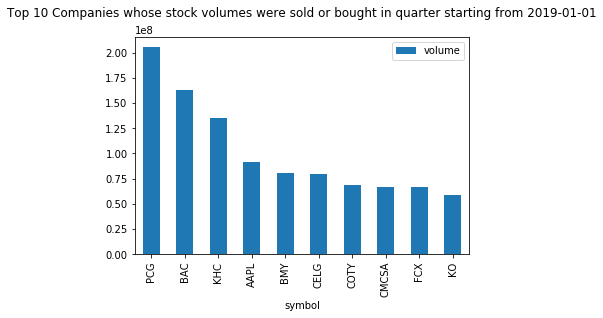 Top 10 Companies whose stock volumes were sold or bought in quarter starting from 2019-01-01
1e8
volume
2.00
1.75
1.50
1.25
1.00
0.75
0.50
0.25
0.00
PCG
BAC
KHC
AAPL
BMY
CELG
COTY
CMCSA
FCX
KO
symbol